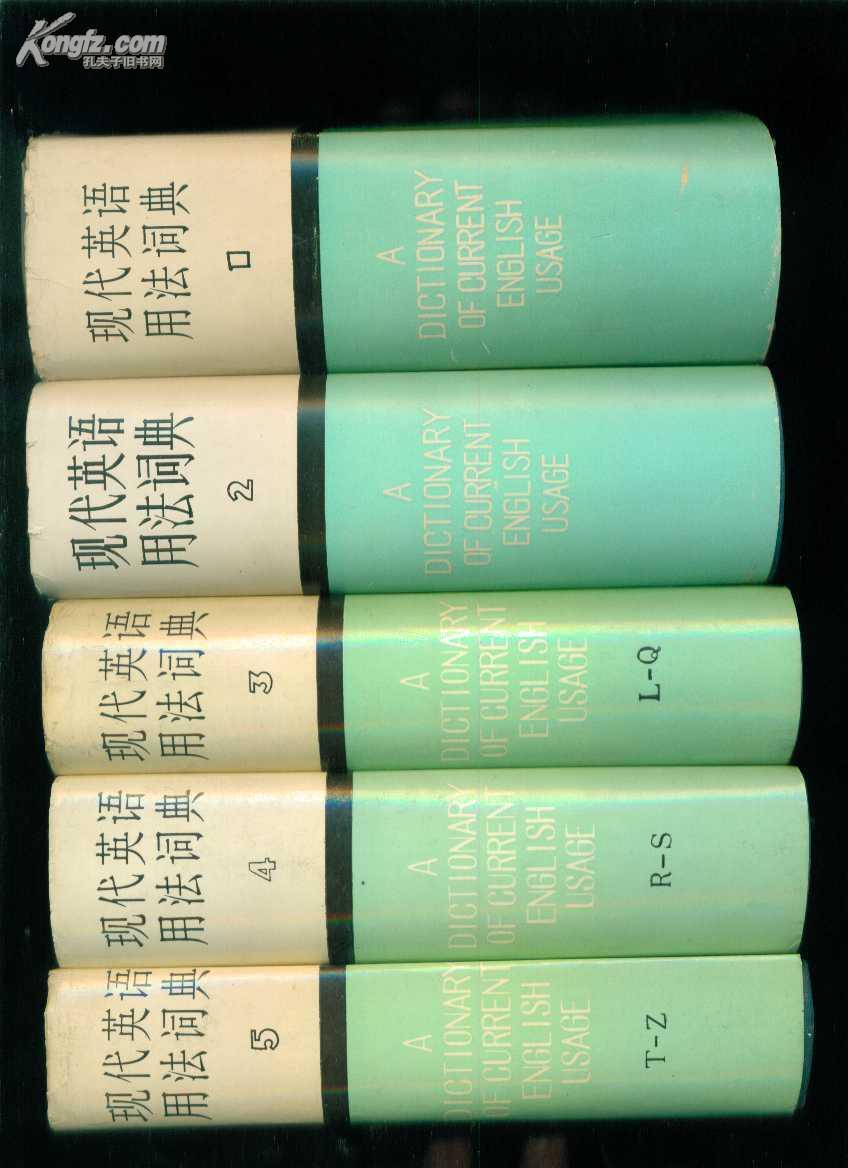 Kongfz.com
孔夫子旧书网
现代英语
用法词典
1
A
DICTIONARY
OF CURRENT
ENGLISH
USAGE
现代英语
用法词典
2
A
DICTIONARY
OF CURRENT
ENGLISH
USAGE
现代英语
用法词典
3
A
DICTIONARY
OF CURRENT
ENGLISH
USAGE
L-Q
现代英语
用法词典
4
A
DICTIONARY
OF CURRENT
ENGLISH
USAGE
R-S
现代英语
用法词典
5
A
DICTIONARY
OF CURRENT
ENGLISH
USAGE
T-Z